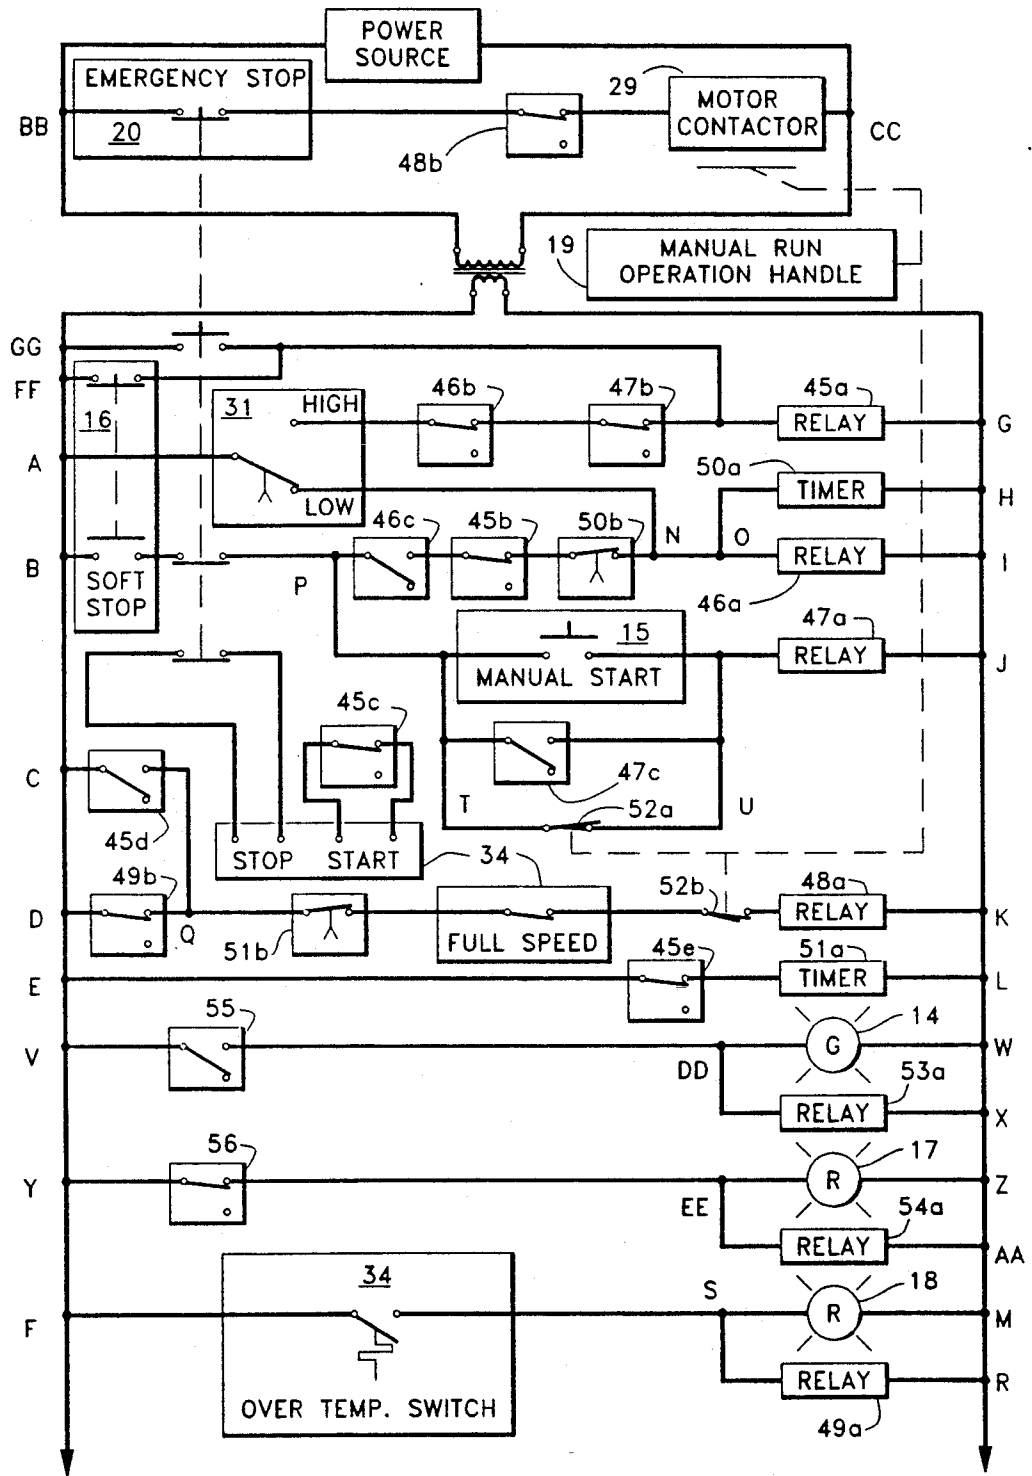 POWER
SOURCE
EMERGENCY STOP
29
MOTOR
CONTACTOR
BB
20
CC
48b
19
MANUAL RUN
OPERATION HANDLE
GG
FF
31
HIGH
46b
47b
45a
16
RELAY
G
A
50a
LOW
TIMER
H
46c
45b
50b
N
O
B
P
RELAY
I
SOFT
STOP
46a
15
47a
MANUAL START
RELAY
J
45c
C
47c
T
52a
U
45d
STOP
START
34
49b
52b
48a
D
Q
RELAY
K
51b
FULL SPEED
45e
51a
E
TIMER
L
55
14
V
G
W
DD
53a
RELAY
X
56
17
Y
R
Z
EE
54a
RELAY
AA
34
S
18
F
R
M
RELAY
R
OVER TEMP. SWITCH
49a